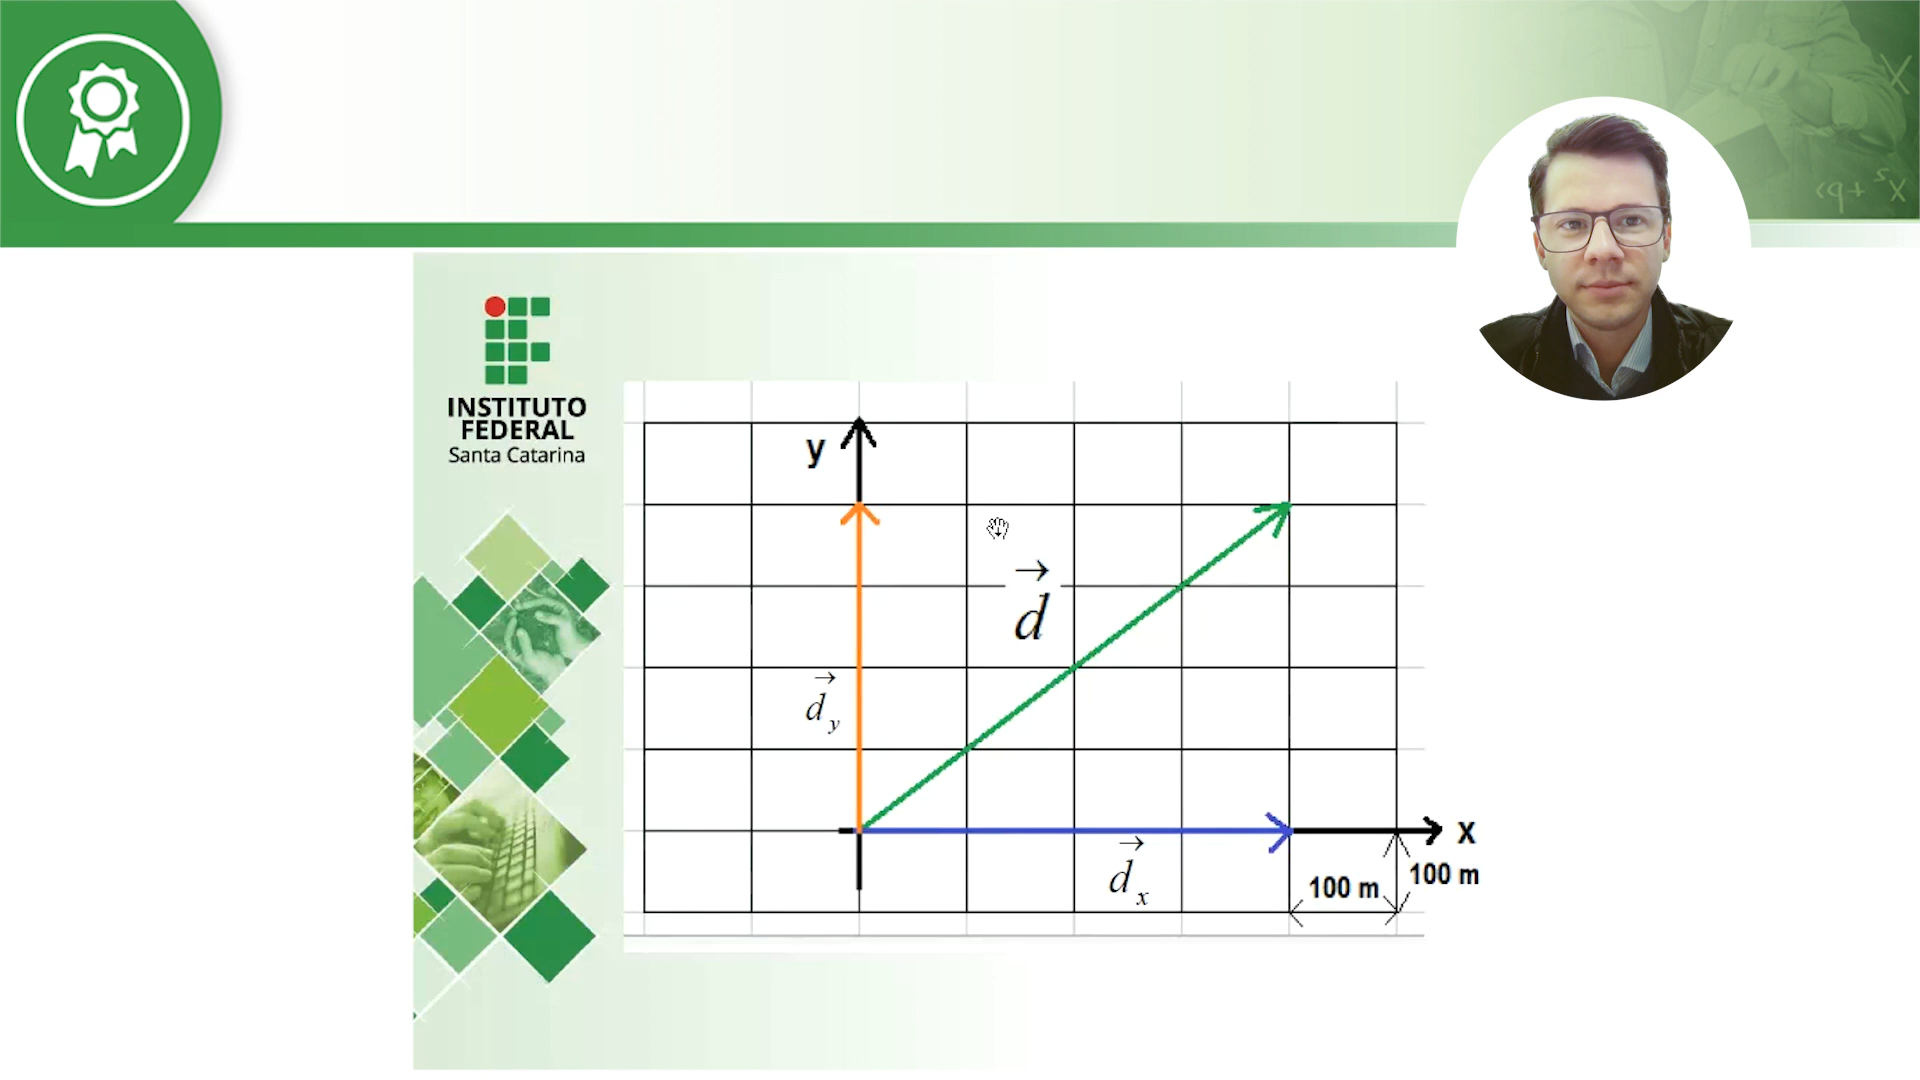 INSTITUTO
FEDERAL
Santa Catarina
y
d
d y
x
d x
100 m
100 m